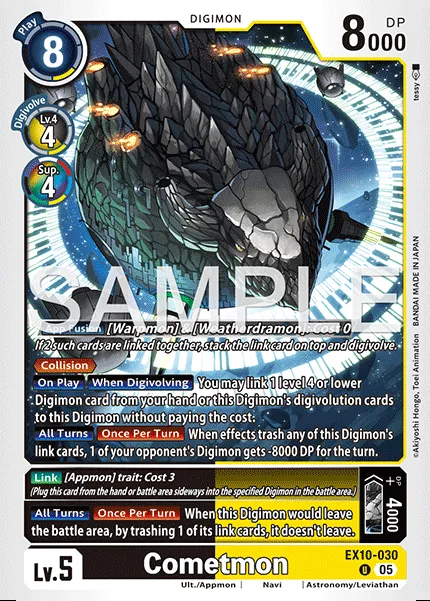 DIGIMON
Play
8
8000 DP
Digivolve
Lv.4
4
Sup.
4
tessy
©Akiyoshi Hongo, Toei Animation BANDAI MADE IN JAPAN
SAMPLE
App Fusion [Warpmon] & [Weatherdramon]: Cost 0
If 2 such cards are linked together, stack the link card on top and digivolve.
Collision
On Play When Digivolving You may link 1 level 4 or lower
Digimon card from your hand or this Digimon's digivolution cards
to this Digimon without paying the cost.
All Turns Once Per Turn When effects trash any of this Digimon's
link cards, 1 of your opponent's Digimon gets -8000 DP for the turn.
Link [Appmon] trait: Cost 3
(Plug this card from the hand or battle area sideways into the specified Digimon in the battle area.)
DP +4000
All Turns Once Per Turn When this Digimon would leave
the battle area, by trashing 1 of its link cards, it doesn't leave.
Lv.5
Cometmon
EX10-030
U 05
Ult./Appmon | Navi | Astronomy/Leviathan